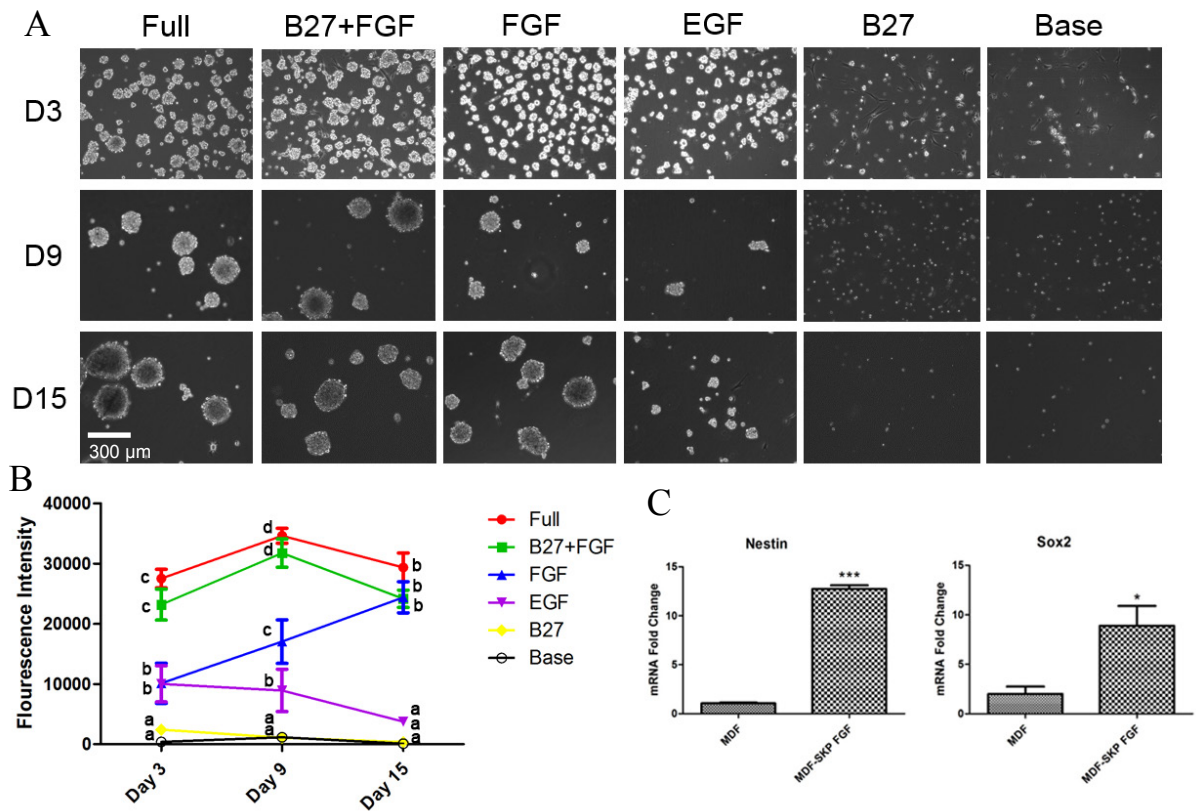 A
Full B27+FGF FGF EGF B27 Base
D3
D9
D15
300 µm
B
Flourescence Intensity
40000
30000
20000
10000
0
c
c
b
b
a
a
d
d
c
b
a
a
b
b
b
a
a
a
Day 3 Day 9 Day 15
Full
B27+FGF
FGF
EGF
B27
Base
C
Nestin
mRNA Fold Change
15
10
5
0
***
MDF MDF-SKP FGF
Sox2
mRNA Fold Change
15
10
5
0
*
MDF MDF-SKP FGF